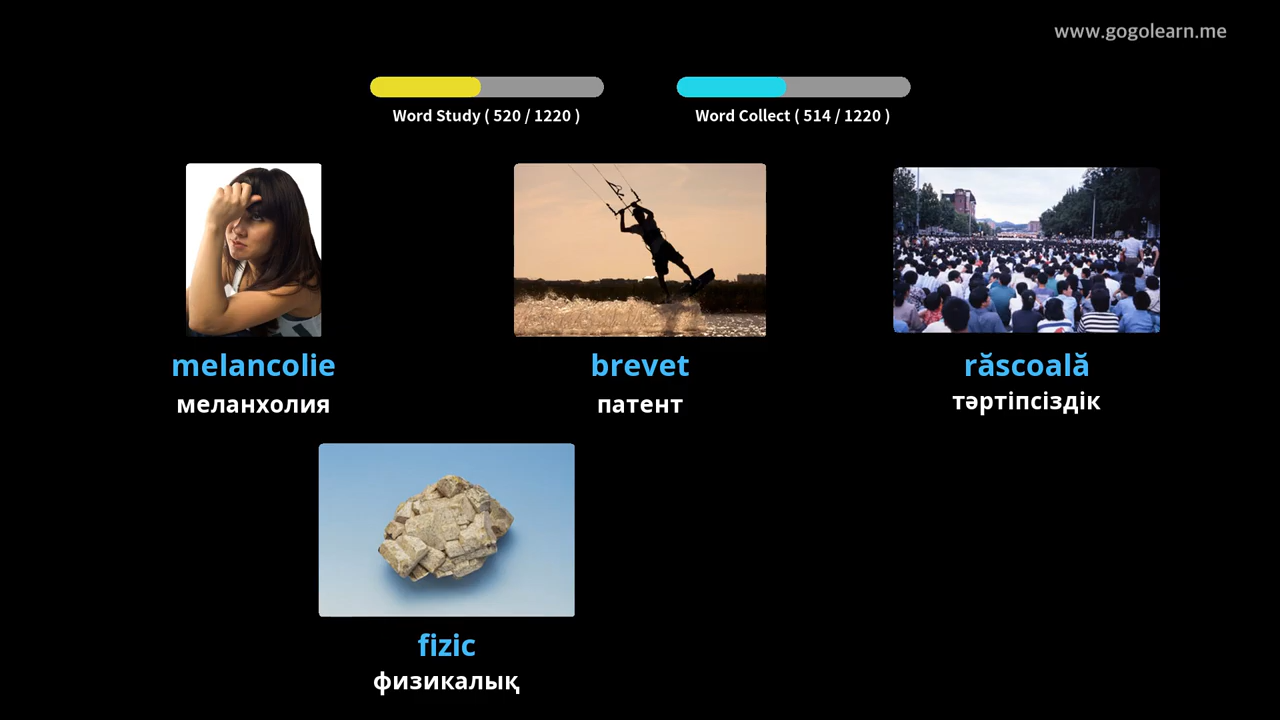 www.gogolearn.me
Word Study ( 520 / 1220 )
Word Collect ( 514 / 1220 )
melancolie
меланхолия
brevet
патент
răscoală
тәртіпсіздік
fizic
физикалық